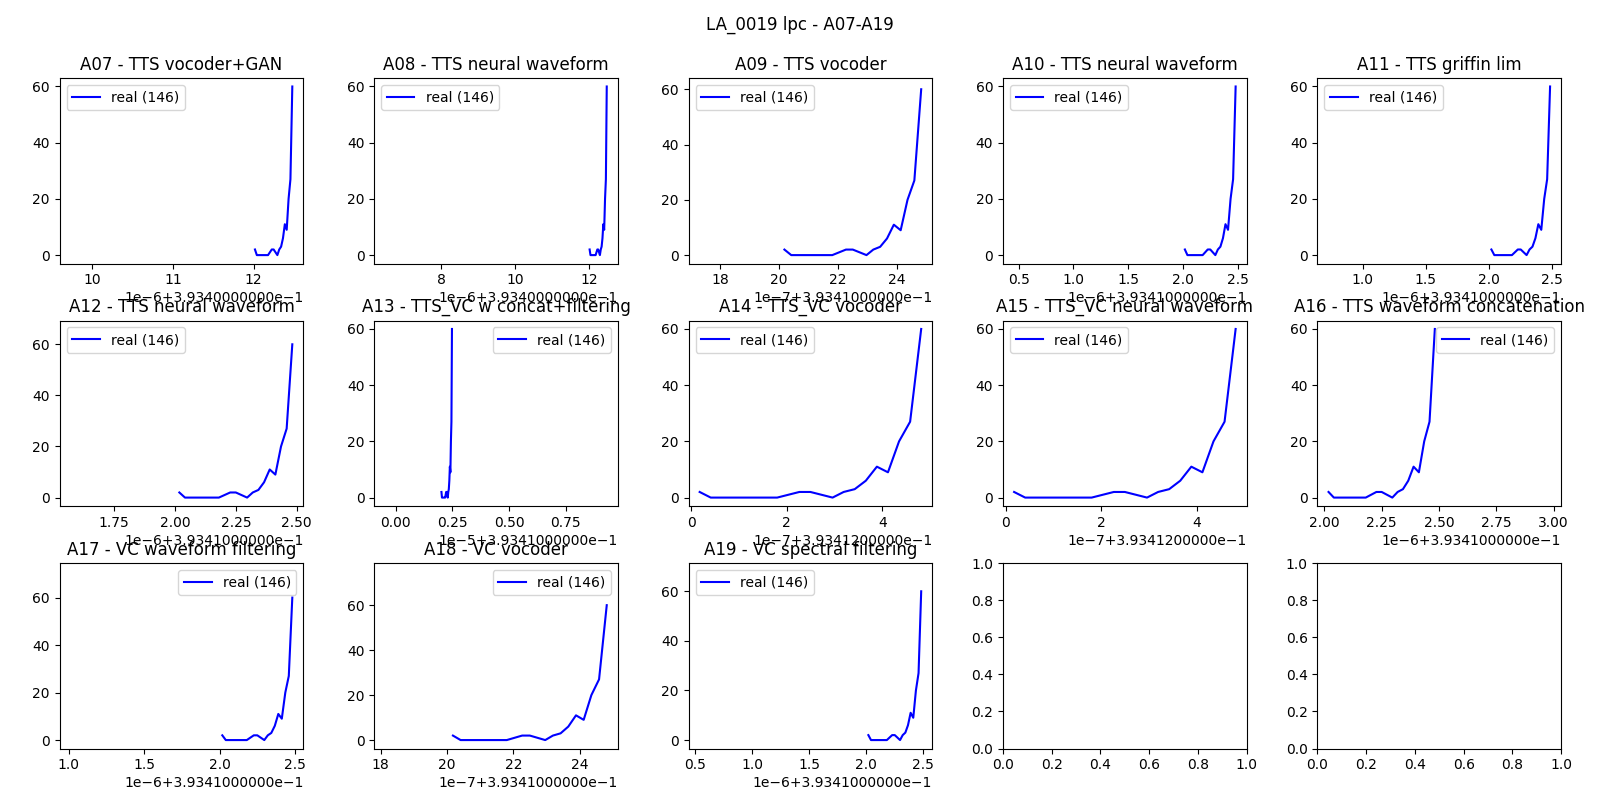 LA_0019 lpc - A07-A19
A07 - TTS vocoder+GAN
real (146)
60
40
20
0
10 11 12
1e−6+3.9340000000e−1
A08 - TTS neural waveform
real (146)
60
40
20
0
8 10 12
1e−6+3.9340000000e−1
A09 - TTS vocoder
real (146)
60
40
20
0
18 20 22 24
1e−7+3.9341000000e−1
A10 - TTS neural waveform
real (146)
60
40
20
0
0.5 1.0 1.5 2.0 2.5
1e−6+3.9341000000e−1
A11 - TTS griffin lim
real (146)
60
40
20
0
1.0 1.5 2.0 2.5
1e−6+3.9341000000e−1
A12 - TTS neural waveform
real (146)
60
40
20
0
1.75 2.00 2.25 2.50
1e−6+3.9341000000e−1
A13 - TTS_VC w concat+filtering
real (146)
60
40
20
0
0.00 0.25 0.50 0.75
1e−5+3.9341000000e−1
A14 - TTS_VC vocoder
real (146)
60
40
20
0
0 2 4
1e−7+3.9341200000e−1
A15 - TTS_VC neural waveform
real (146)
60
40
20
0
0 2 4
1e−7+3.9341200000e−1
A16 - TTS waveform concatenation
real (146)
60
40
20
0
2.00 2.25 2.50 2.75 3.00
1e−6+3.9341000000e−1
A17 - VC waveform filtering
real (146)
60
40
20
0
1.0 1.5 2.0 2.5
1e−6+3.9341000000e−1
A18 - VC vocoder
real (146)
60
40
20
0
18 20 22 24
1e−7+3.9341000000e−1
A19 - VC spectral filtering
real (146)
60
40
20
0
0.5 1.0 1.5 2.0 2.5
1e−6+3.9341000000e−1
1.0
0.8
0.6
0.4
0.2
0.0
0.0 0.2 0.4 0.6 0.8 1.0
1.0
0.8
0.6
0.4
0.2
0.0
0.0 0.2 0.4 0.6 0.8 1.0